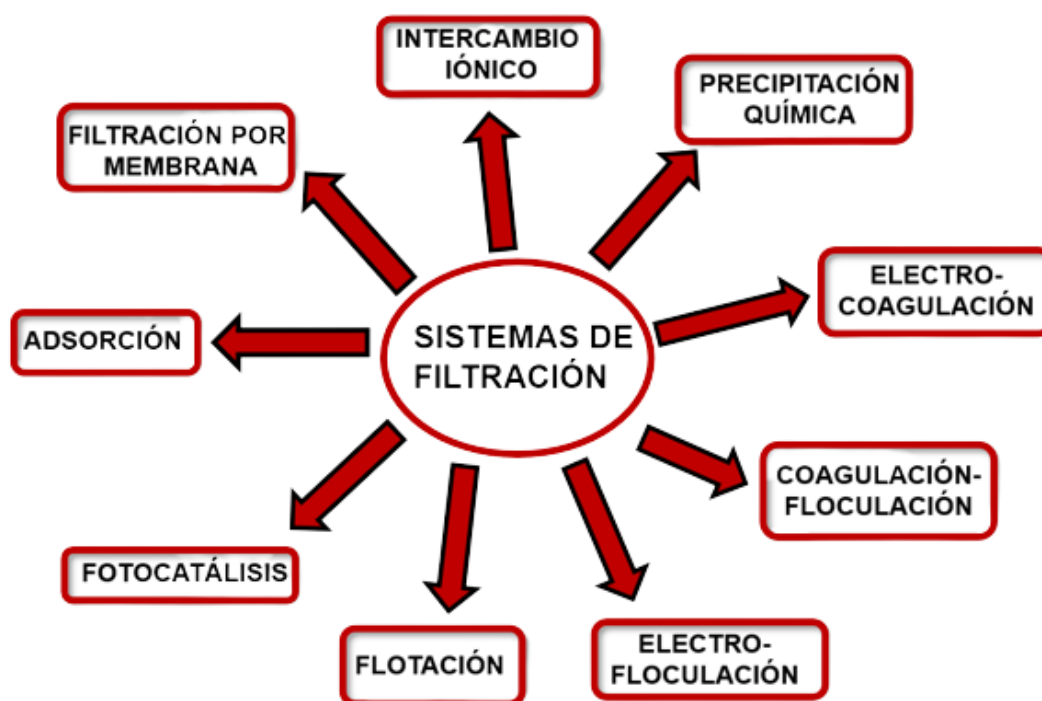 INTERCAMBIO
IÓNICO
PRECIPITACIÓN
QUÍMICA
FILTRACIÓN POR
MEMBRANA
ELECTRO-
COAGULACIÓN
ADSORCIÓN
SISTEMAS DE
FILTRACIÓN
COAGULACIÓN-
FLOCULACIÓN
FOTOCATÁLISIS
FLOTACIÓN
ELECTRO-
FLOCULACIÓN